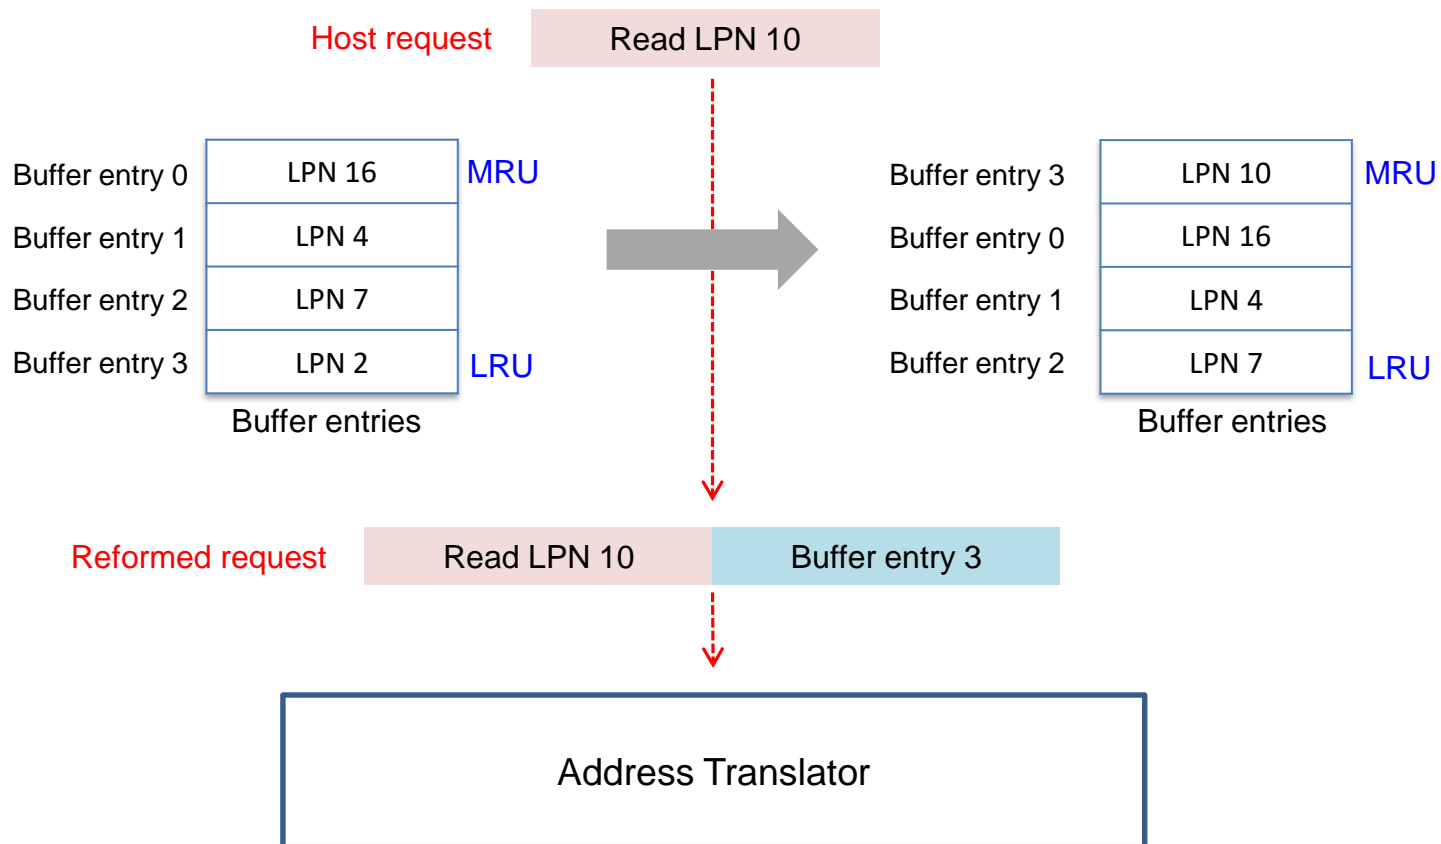 Host request Read LPN 10
Buffer entry 0 LPN 16 MRU
Buffer entry 1 LPN 4
Buffer entry 2 LPN 7
Buffer entry 3 LPN 2 LRU
Buffer entries
Buffer entry 3 LPN 10 MRU
Buffer entry 0 LPN 16
Buffer entry 1 LPN 4
Buffer entry 2 LPN 7 LRU
Buffer entries
Reformed request Read LPN 10 Buffer entry 3
Address Translator